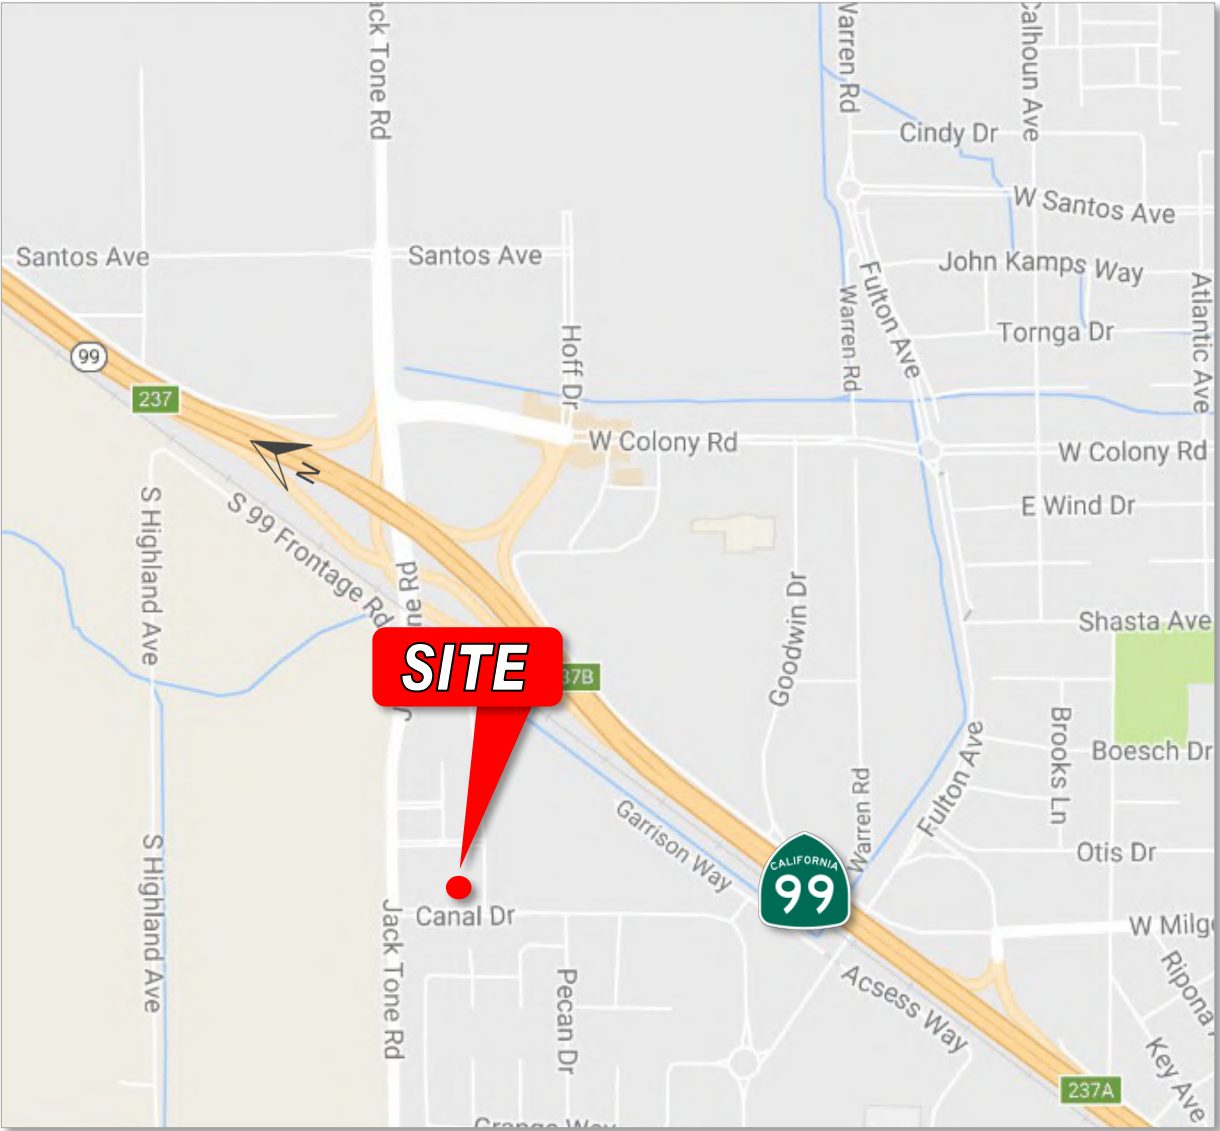 ck Tone Rd
Warren Rd
Calhoun Ave
Cindy Dr
W Santos Ave
Santos Ave
Santos Ave
John Kamps Way
Fulton Ave
Warren Rd
Atlantic Ave
Tornga Dr
Hoff Dr
99
237
N
W Colony Rd
W Colony Rd
E Wind Dr
S Highland Ave
S 99 Frontage Rd
ne Rd
J
Goodwin Dr
Shasta Ave
SITE
37B
Brooks Ln
Boesch Dr
Fulton Ave
Warren Rd
Garrison Way
Otis Dr
S Highland Ave
CALIFORNIA
99
Canal Dr
Jack Tone Rd
W Milg
Pecan Dr
Acsess Way
Ripona
Key Ave
237A
Grange Way